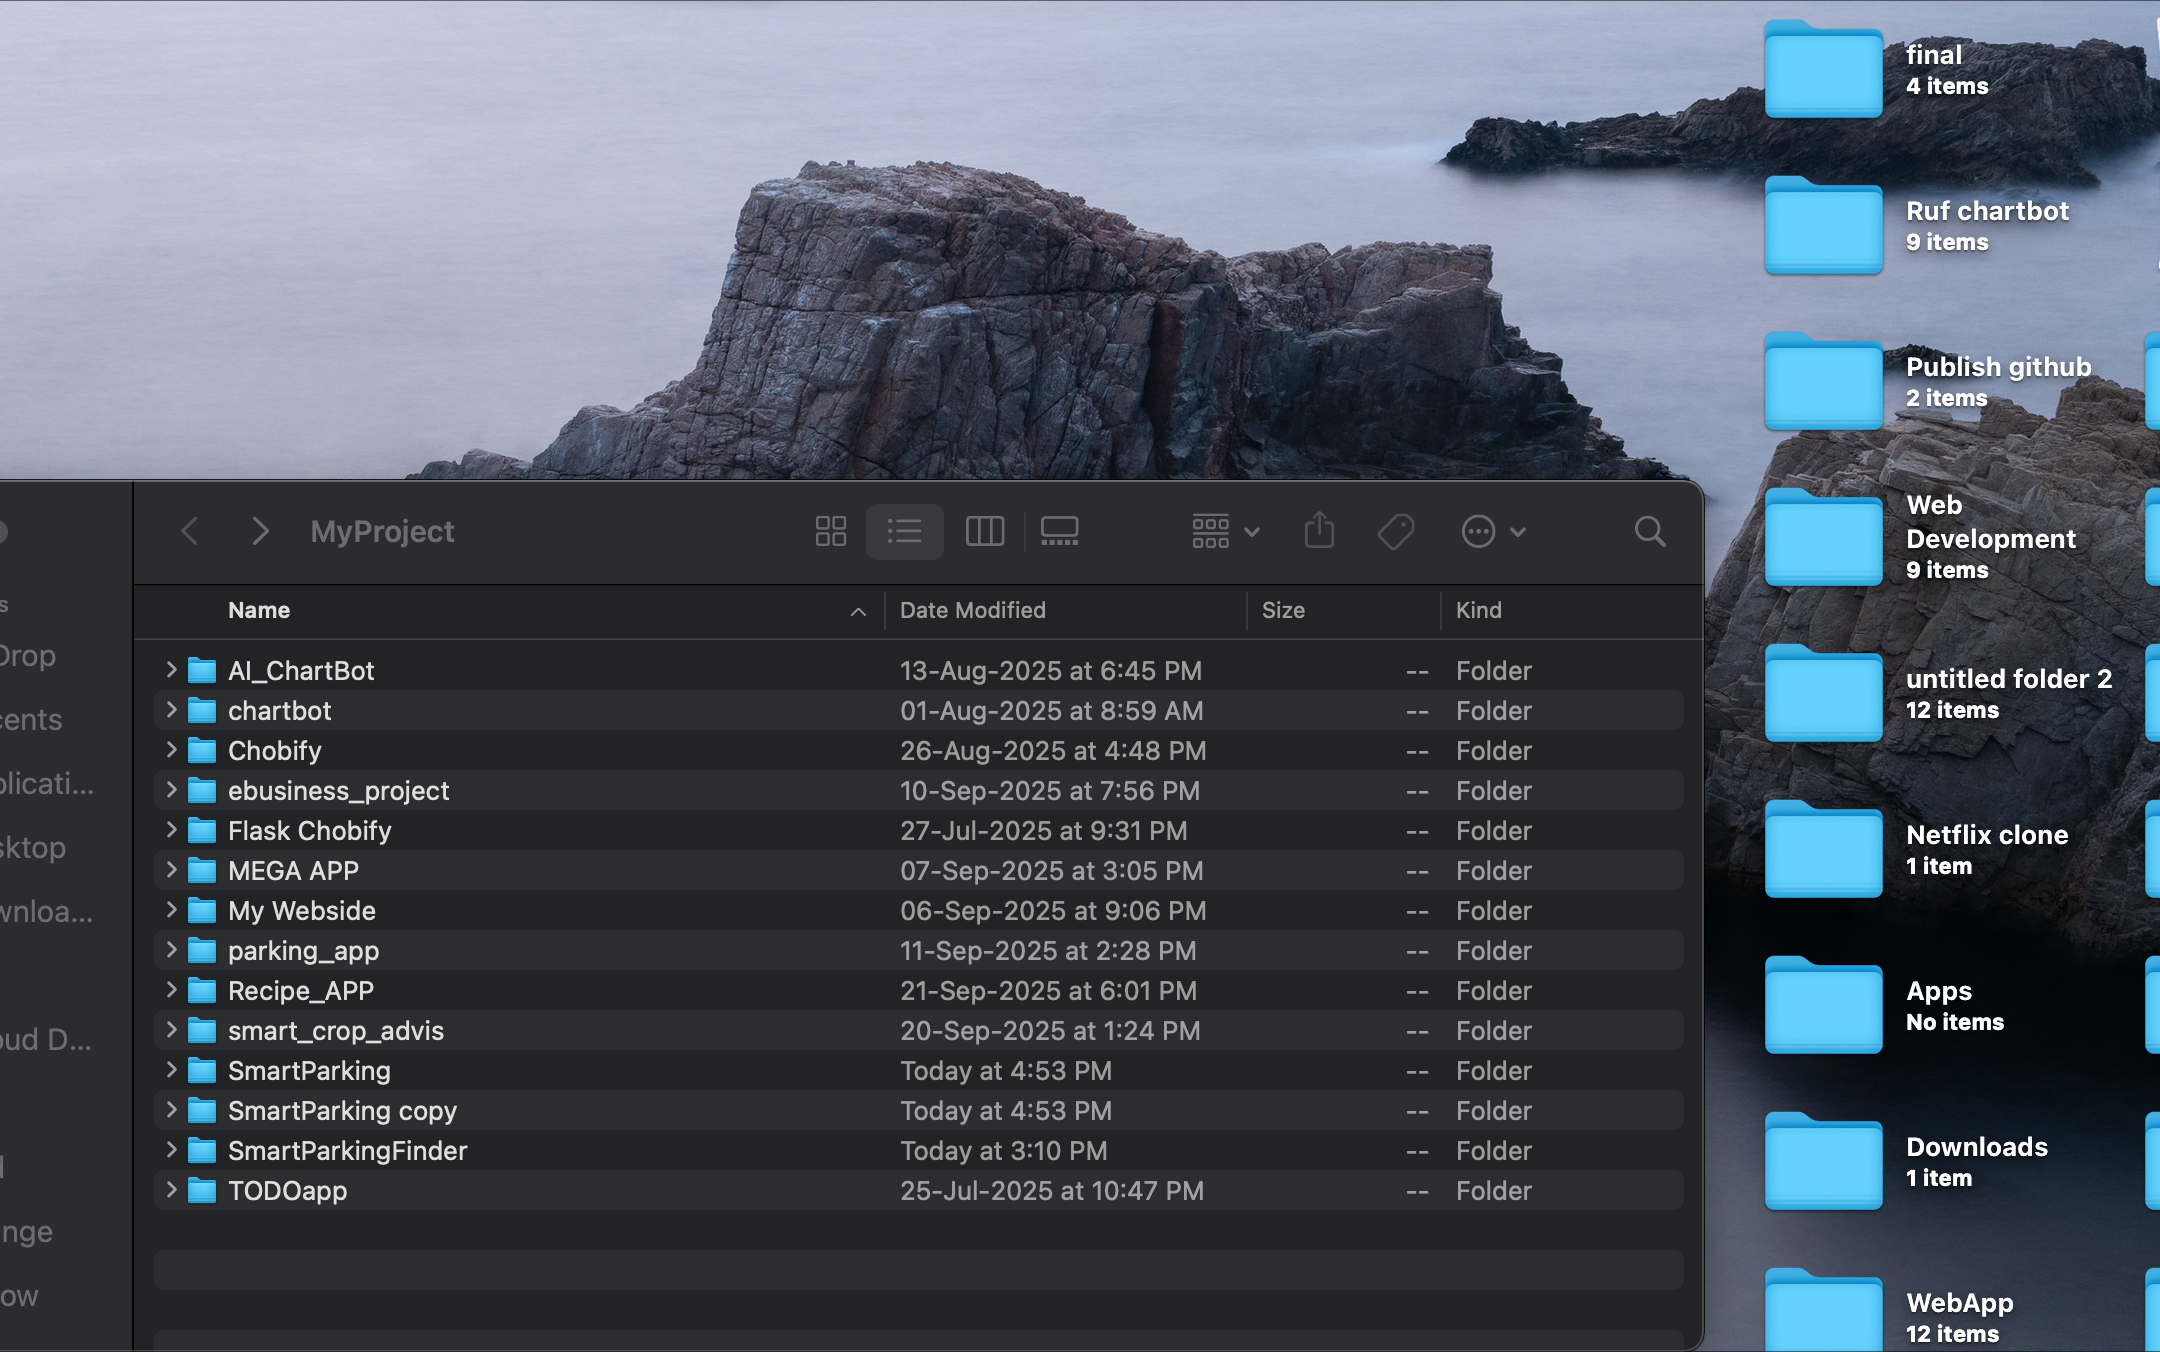 final
4 items
Ruf chartbot
9 items
Publish github
2 items
Web
Development
9 items
untitled folder 2
12 items
Netflix clone
1 item
Apps
No items
Downloads
1 item
WebApp
12 items
MyProject
Name Date Modified Size Kind
AI_ChartBot 13-Aug-2025 at 6:45 PM -- Folder
chartbot 01-Aug-2025 at 8:59 AM -- Folder
Chobify 26-Aug-2025 at 4:48 PM -- Folder
ebusiness_project 10-Sep-2025 at 7:56 PM -- Folder
Flask Chobify 27-Jul-2025 at 9:31 PM -- Folder
MEGA APP 07-Sep-2025 at 3:05 PM -- Folder
My Webside 06-Sep-2025 at 9:06 PM -- Folder
parking_app 11-Sep-2025 at 2:28 PM -- Folder
Recipe_APP 21-Sep-2025 at 6:01 PM -- Folder
smart_crop_advis 20-Sep-2025 at 1:24 PM -- Folder
SmartParking Today at 4:53 PM -- Folder
SmartParking copy Today at 4:53 PM -- Folder
SmartParkingFinder Today at 3:10 PM -- Folder
TODOapp 25-Jul-2025 at 10:47 PM -- Folder
s
Drop
cents
plicati...
sktop
wnloa...
oud D...
nge
ow